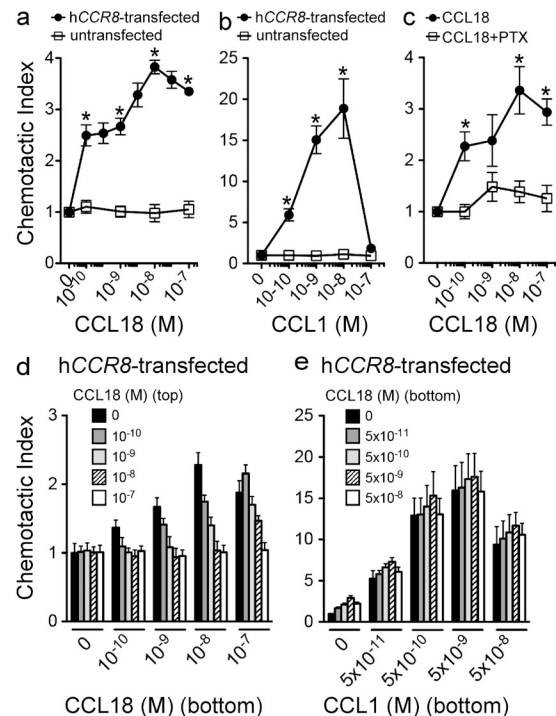 a
hCCR8-transfected
untransfected
Chemotactic Index
5
4
3
2
1
0
0
10-10
10-9
10-8
10-7
* * * *
CCL18 (M)
b
hCCR8-transfected
untransfected
25
20
15
10
5
0
0
10-10
10-9
10-8
10-7
* * *
CCL1 (M)
c
CCL18
CCL18+PTX
5
4
3
2
1
0
0
10-10
10-9
10-8
10-7
* * *
CCL18 (M)
d hCCR8-transfected
CCL18 (M) (top)
0
10-10
10-9
10-8
10-7
Chemotactic Index
3
2
1
0
0
10-10
10-9
10-8
10-7
CCL18 (M) (bottom)
e hCCR8-transfected
CCL18 (M) (bottom)
0
5x10-11
5x10-10
5x10-9
5x10-8
25
20
15
10
5
0
0
5x10-11
5x10-10
5x10-9
5x10-8
CCL1 (M) (bottom)